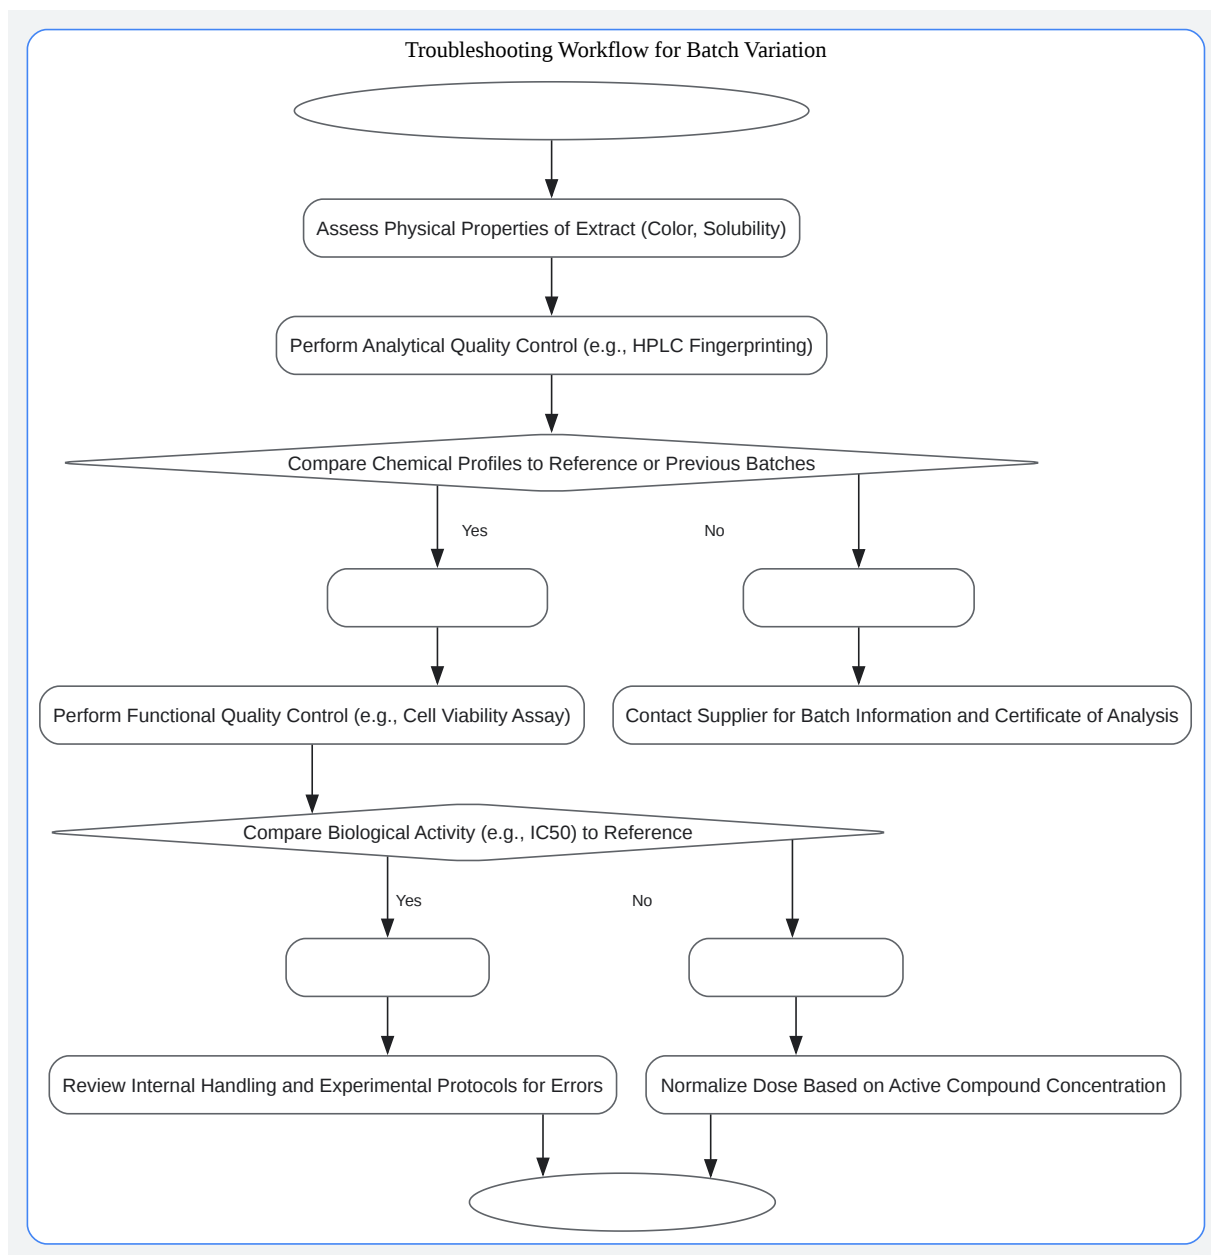 Troubleshooting Workflow for Batch Variation
Assess Physical Properties of Extract (Color, Solubility)
Perform Analytical Quality Control (e.g., HPLC Fingerprinting)
Compare Chemical Profiles to Reference or Previous Batches
Yes
No
Perform Functional Quality Control (e.g., Cell Viability Assay)
Contact Supplier for Batch Information and Certificate of Analysis
Compare Biological Activity (e.g., IC50) to Reference
Yes
No
Review Internal Handling and Experimental Protocols for Errors
Normalize Dose Based on Active Compound Concentration